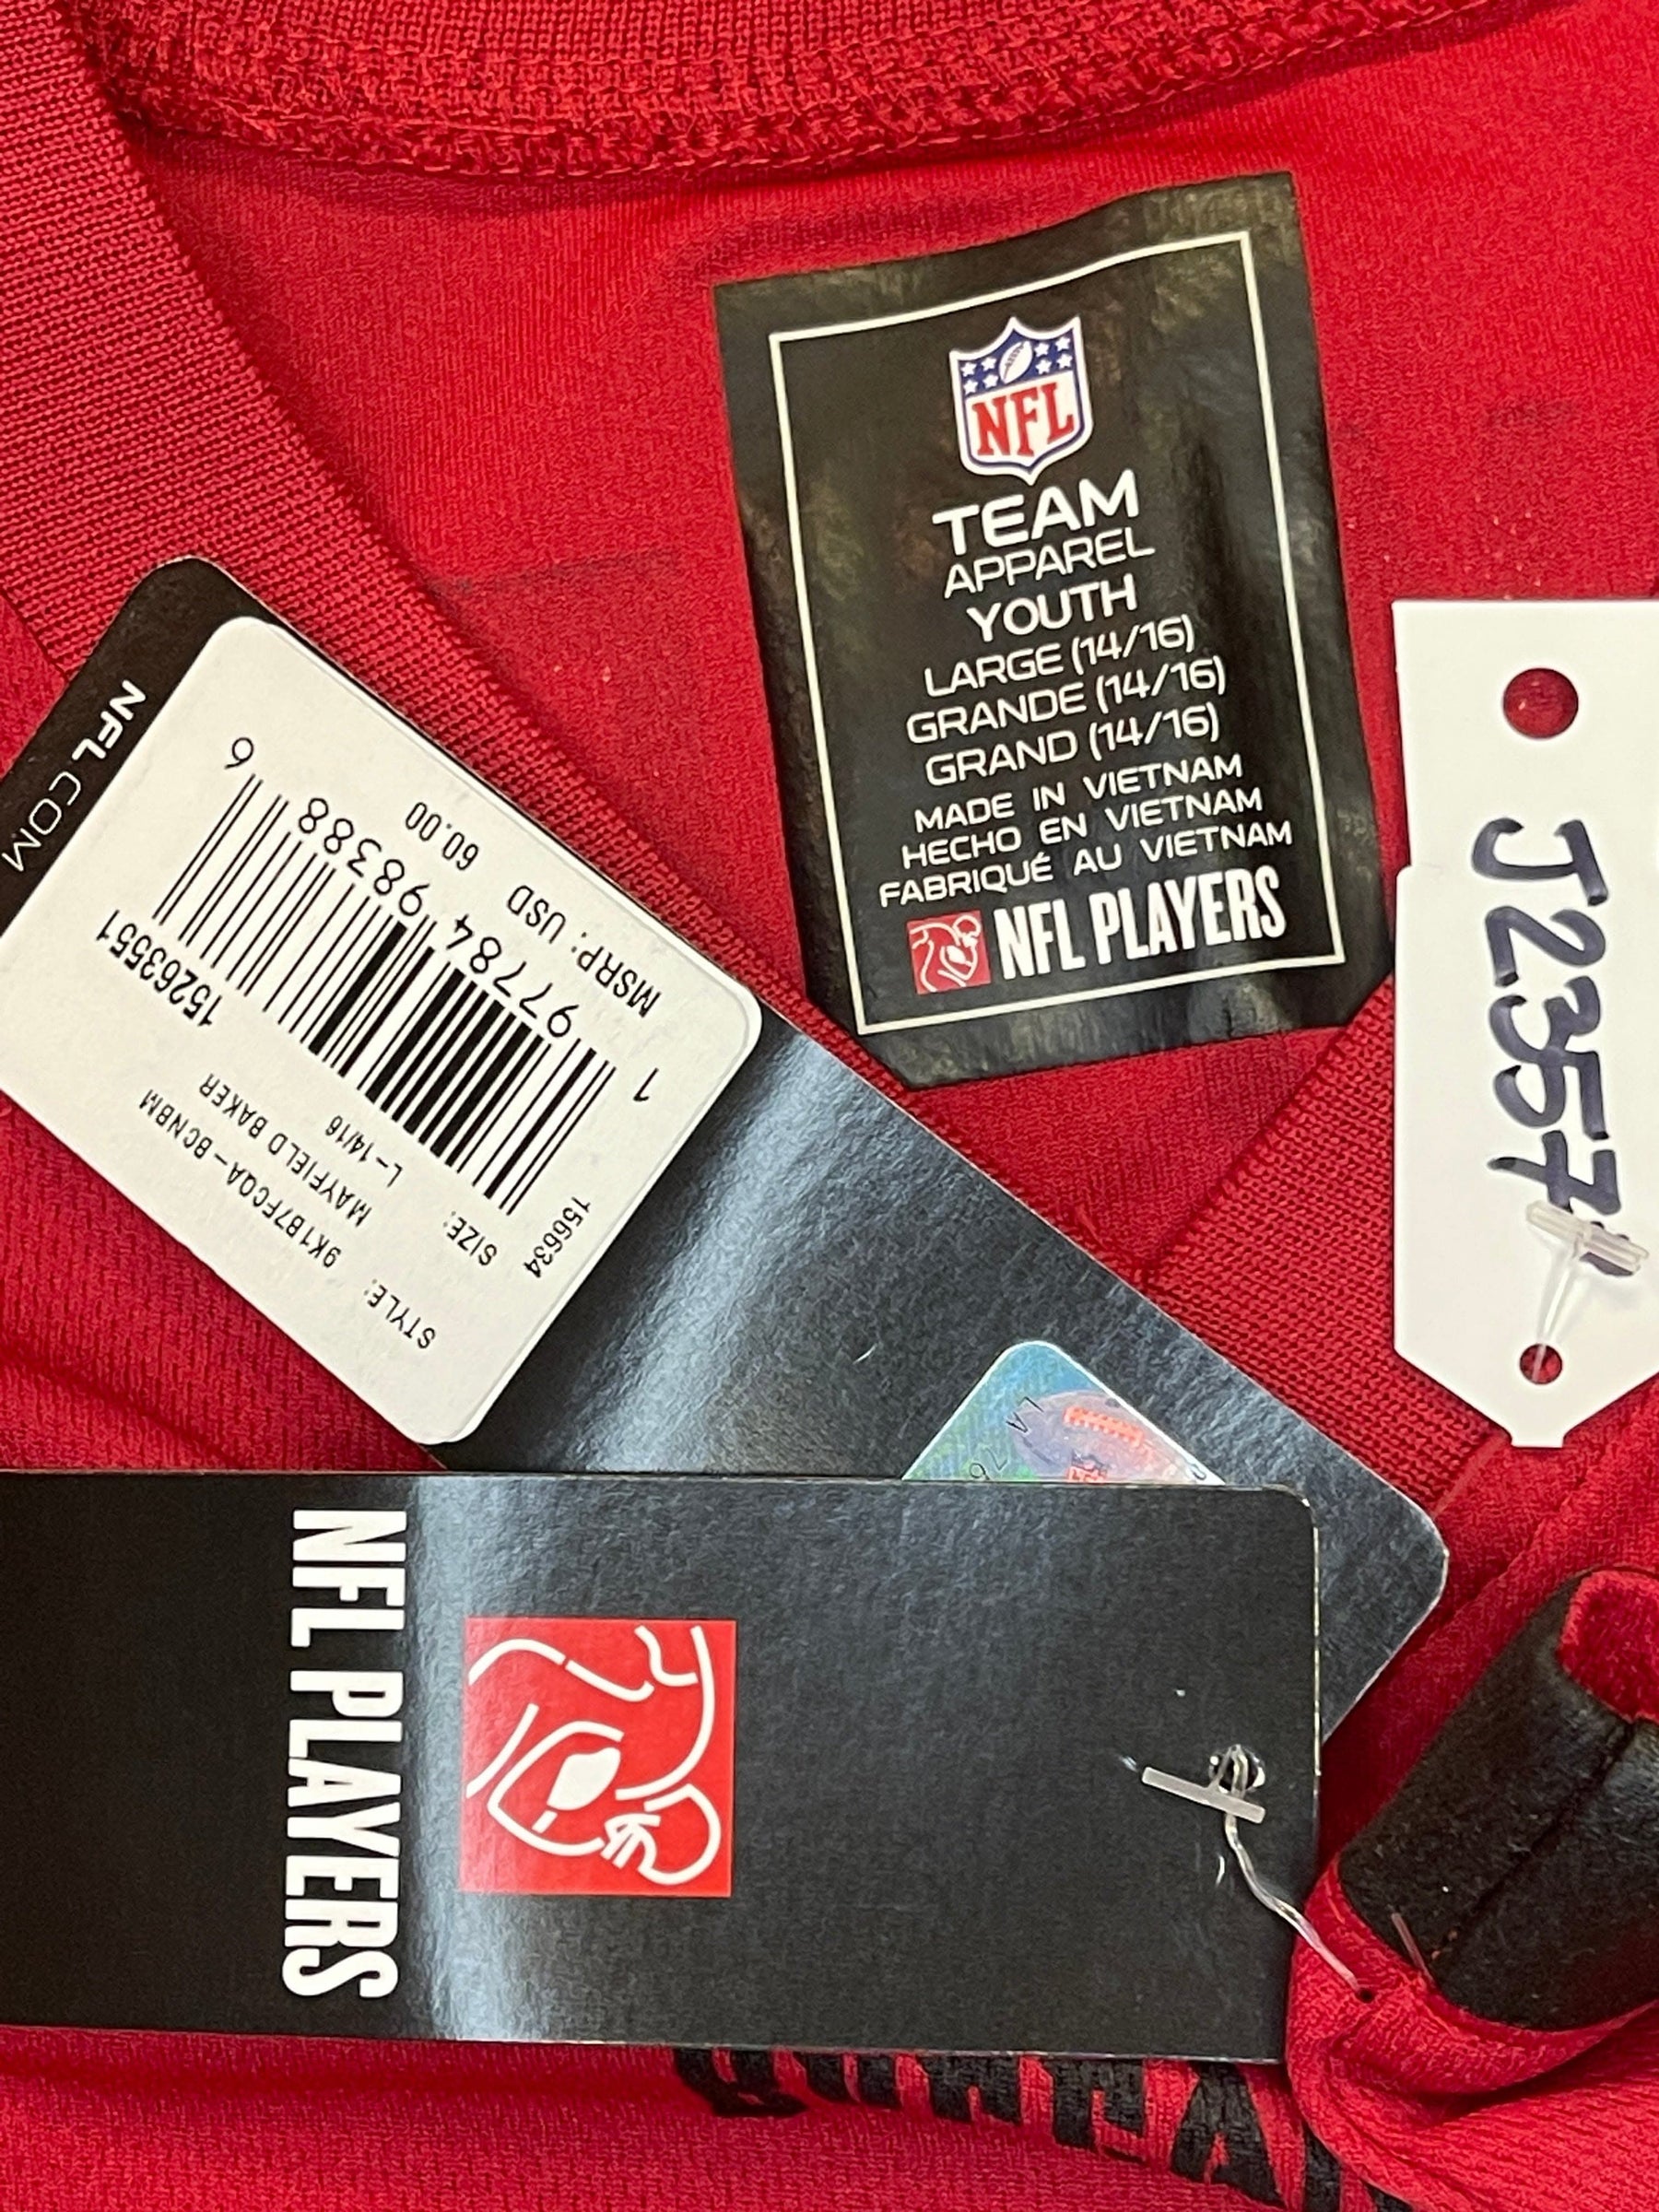 NFL
TEAM
APPAREL
YOUTH
LARGE (14/16)
GRANDE (14/16)
GRAND (14/16)
MADE IN VIETNAM
HECHO EN VIETNAM
FABRIQUÉ AU VIETNAM
NFL PLAYERS
J2357
NFL.COM
STYLE: 9K1B7FCQA-BCNBM
MAYFIELD BAKER
SIZE: L-14/16
156634 15263551
1 97784 98388 6
MSRP: USD 60.00
NFL PLAYERS